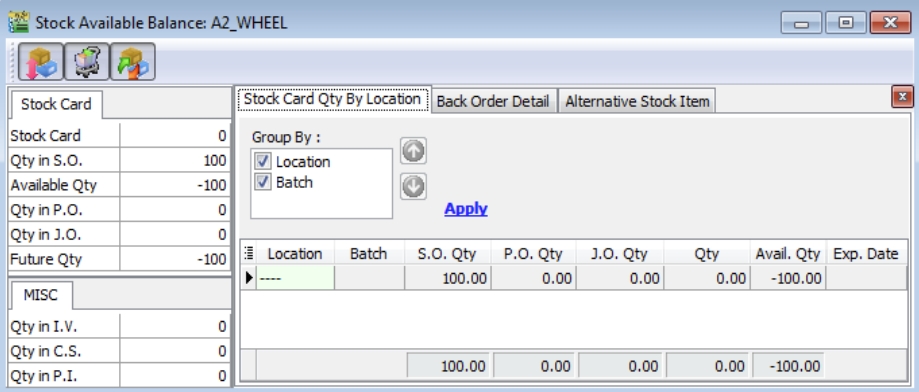 Stock Available Balance: A2_WHEEL
Stock Card
Stock Card 0
Qty in S.O. 100
Available Qty -100
Qty in P.O. 0
Qty in J.O. 0
Future Qty -100
MISC
Qty in I.V. 0
Qty in C.S. 0
Qty in P.I. 0
Stock Card Qty By Location Back Order Detail Alternative Stock Item
Group By :
Location
Batch
Apply
Location Batch S.O. Qty P.O. Qty J.O. Qty Qty Avail. Qty Exp. Date
---- 100.00 0.00 0.00 0.00 -100.00
100.00 0.00 0.00 0.00 -100.00